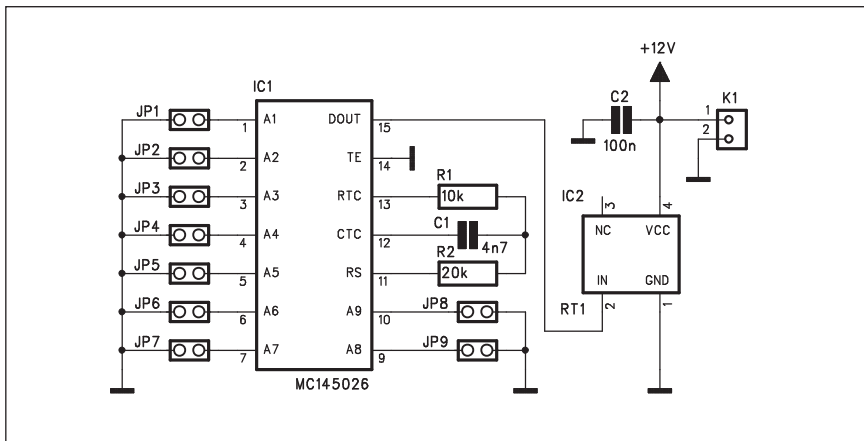 +12V
IC1
C2
K1
JP1
1
A1
DOUT
15
100n
1
2
JP2
2
A2
TE
14
JP3
3
A3
RTC
13
R1
10k
IC2
3
4
NC
VCC
JP4
4
A4
CTC
12
C1
4n7
JP5
5
A5
RS
11
R2
20k
IN
GND
JP6
6
A6
A9
10
JP8
RT1
2
1
JP7
7
A7
A8
9
JP9
MC145026